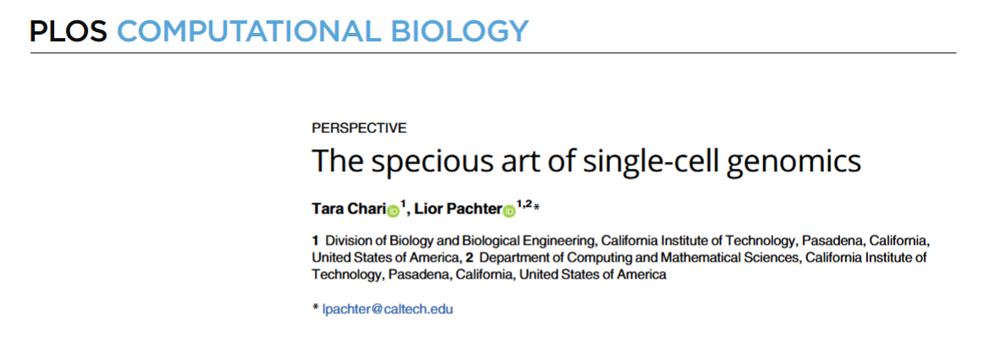 PLOS COMPUTATIONAL BIOLOGY
PERSPECTIVE
The specious art of single-cell genomics
Tara Chari iD 1, Lior Pachter iD 1,2*
1 Division of Biology and Biological Engineering, California Institute of Technology, Pasadena, California,
United States of America, 2 Department of Computing and Mathematical Sciences, California Institute of
Technology, Pasadena, California, United States of America
* lpachter@caltech.edu